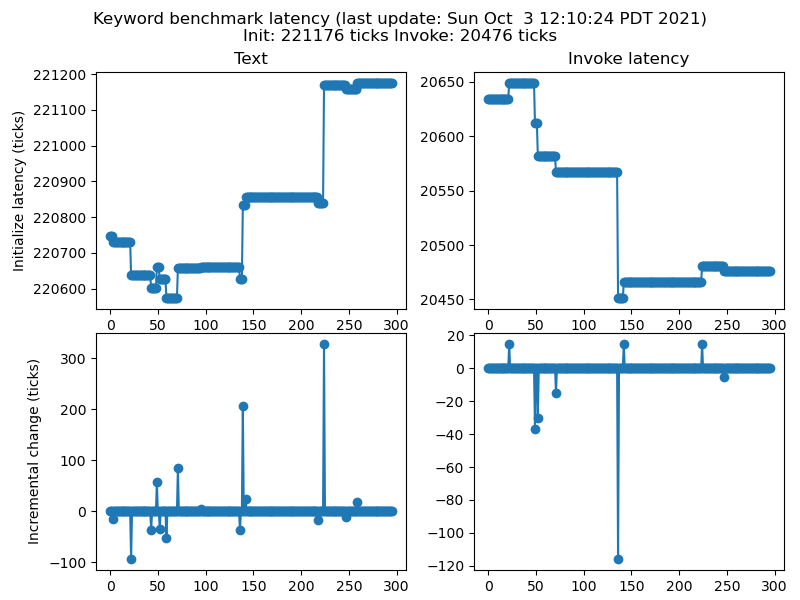 Keyword benchmark latency (last update: Sun Oct  3 12:10:24 PDT 2021)
Init: 221176 ticks Invoke: 20476 ticks
Text
Invoke latency
Initialize latency (ticks)
221200
221100
221000
220900
220800
220700
220600
0 50 100 150 200 250 300
20650
20600
20550
20500
20450
0 50 100 150 200 250 300
Incremental change (ticks)
300
200
100
0
−100
0 50 100 150 200 250 300
20
0
−20
−40
−60
−80
−100
−120
0 50 100 150 200 250 300